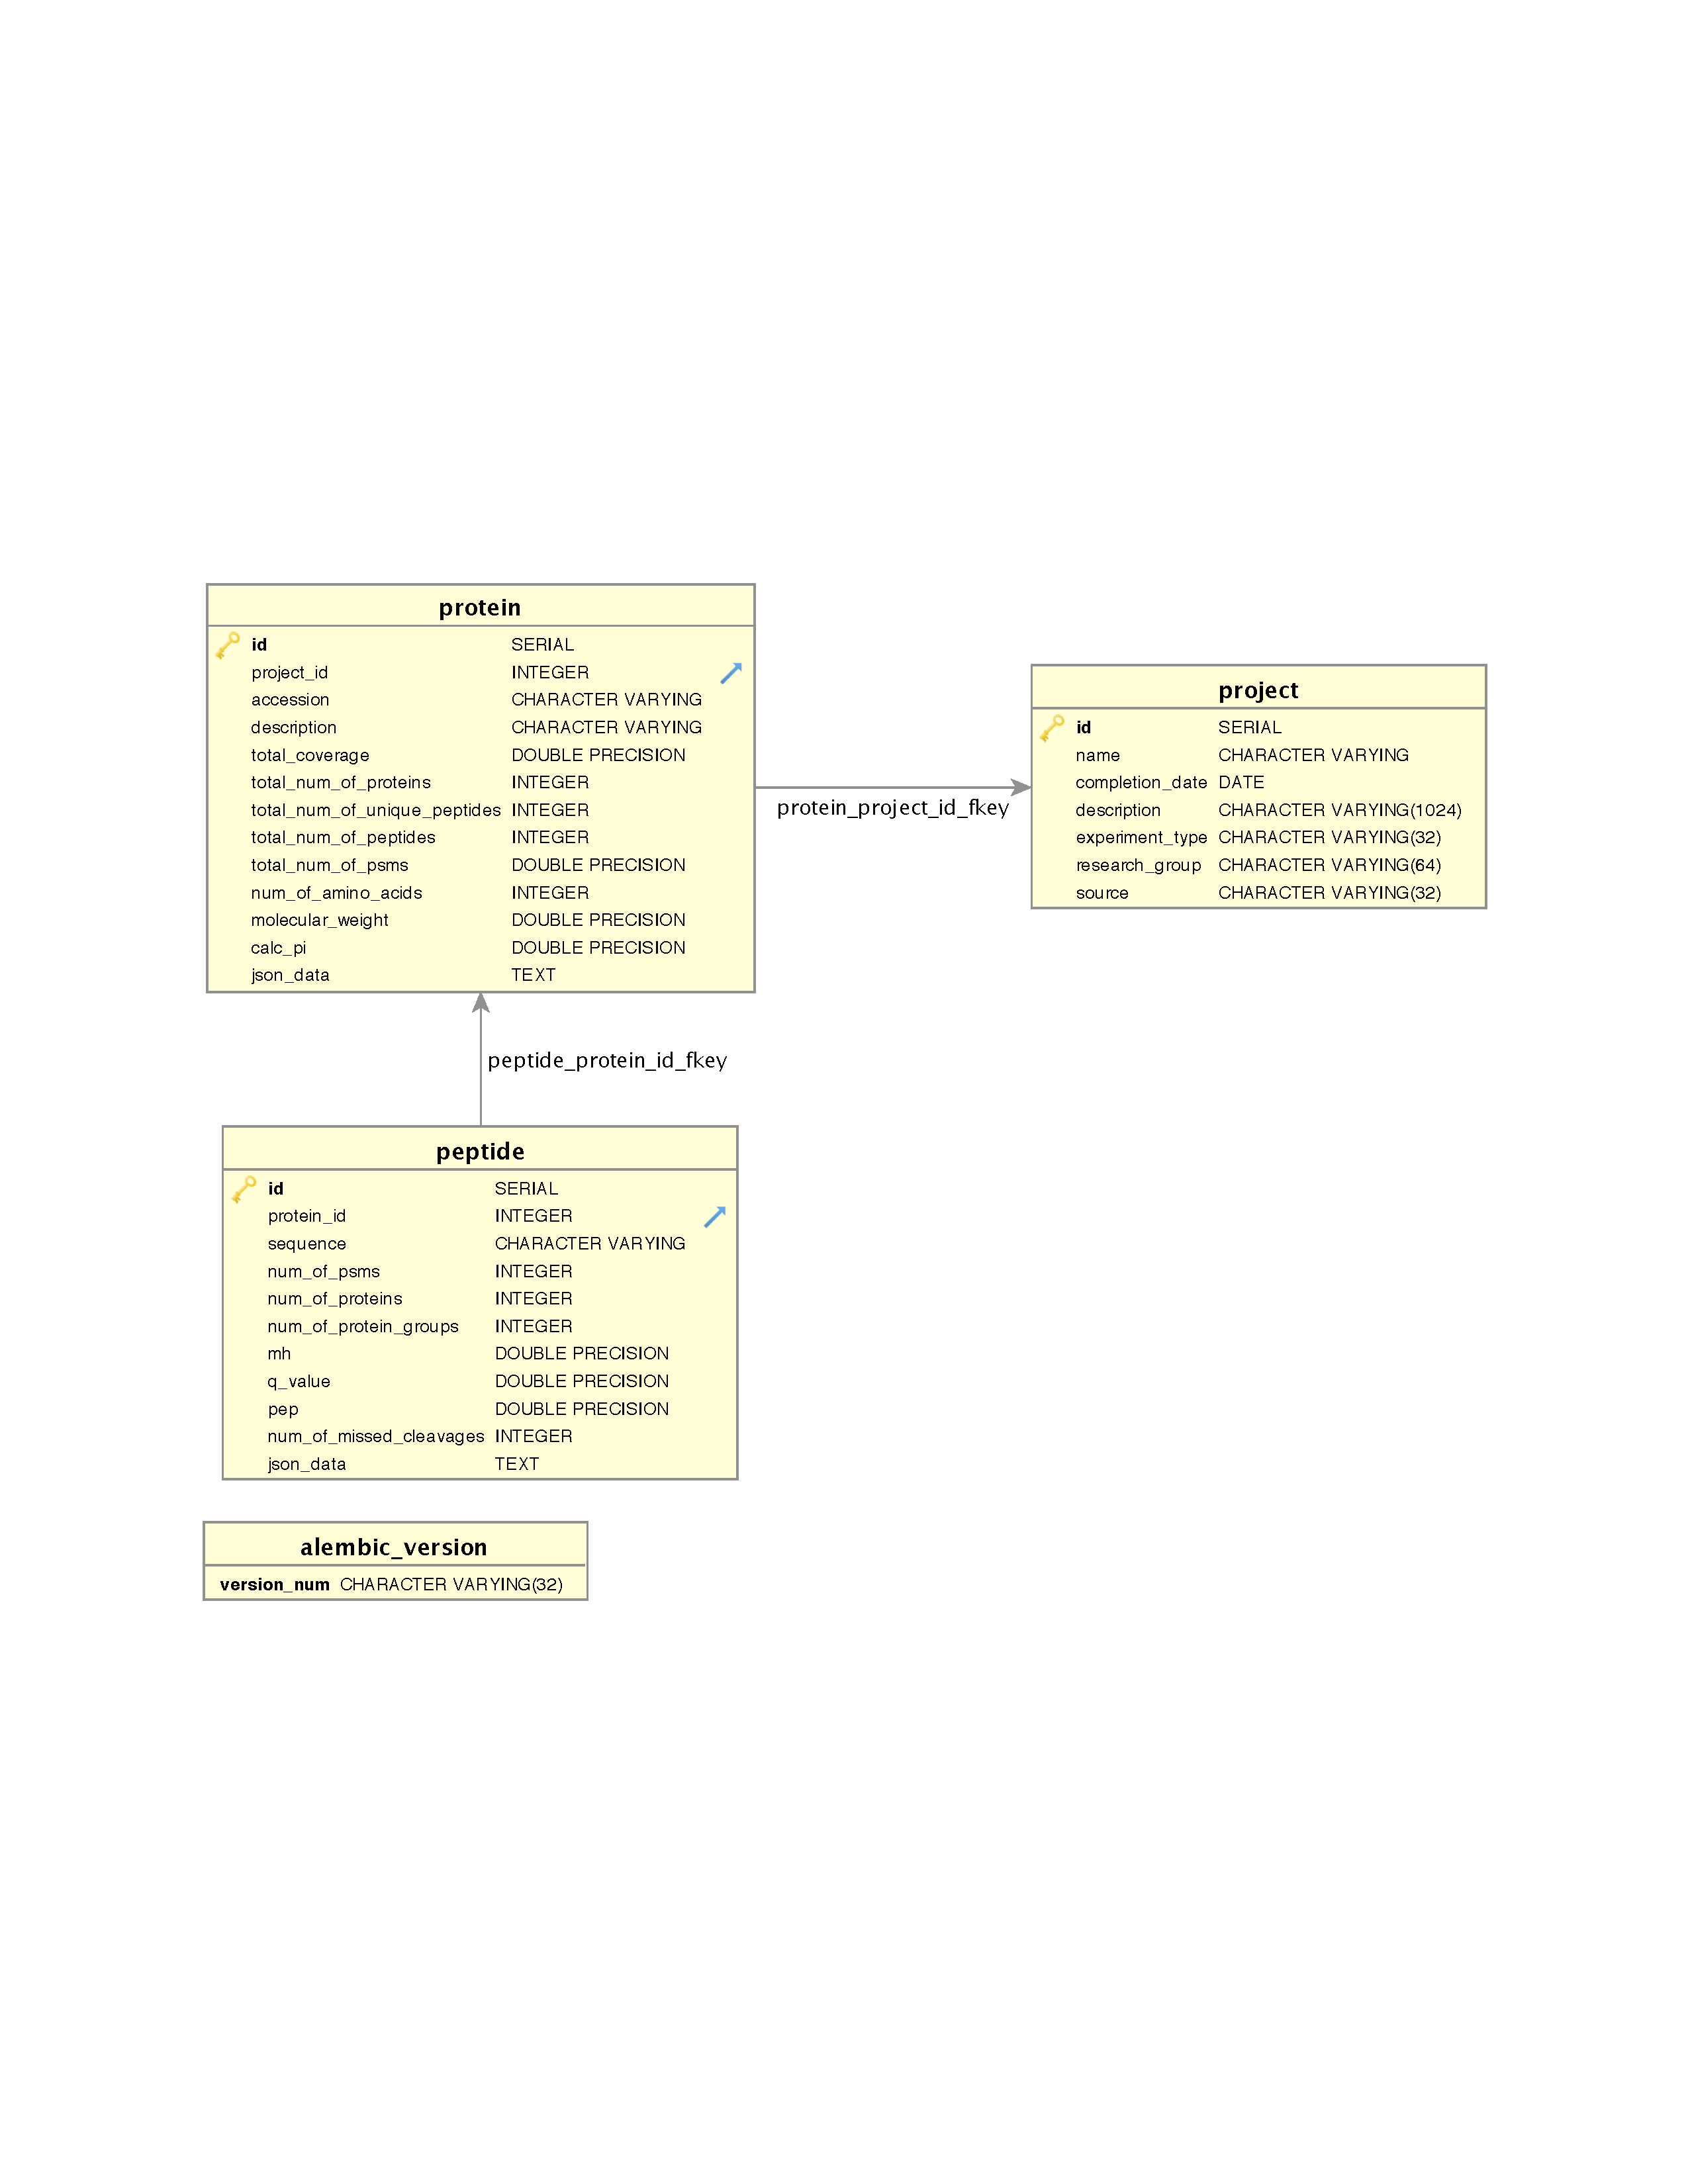 protein
id SERIAL
project_id INTEGER
accession CHARACTER VARYING
description CHARACTER VARYING
total_coverage DOUBLE PRECISION
total_num_of_proteins INTEGER
total_num_of_unique_peptides INTEGER
total_num_of_peptides INTEGER
total_num_of_psms DOUBLE PRECISION
num_of_amino_acids INTEGER
molecular_weight DOUBLE PRECISION
calc_pi DOUBLE PRECISION
json_data TEXT
protein_project_id_fkey
project
id SERIAL
name CHARACTER VARYING
completion_date DATE
description CHARACTER VARYING(1024)
experiment_type CHARACTER VARYING(32)
research_group CHARACTER VARYING(64)
source CHARACTER VARYING(32)
peptide_protein_id_fkey
peptide
id SERIAL
protein_id INTEGER
sequence CHARACTER VARYING
num_of_psms INTEGER
num_of_proteins INTEGER
num_of_protein_groups INTEGER
mh DOUBLE PRECISION
q_value DOUBLE PRECISION
pep DOUBLE PRECISION
num_of_missed_cleavages INTEGER
json_data TEXT
alembic_version
version_num CHARACTER VARYING(32)